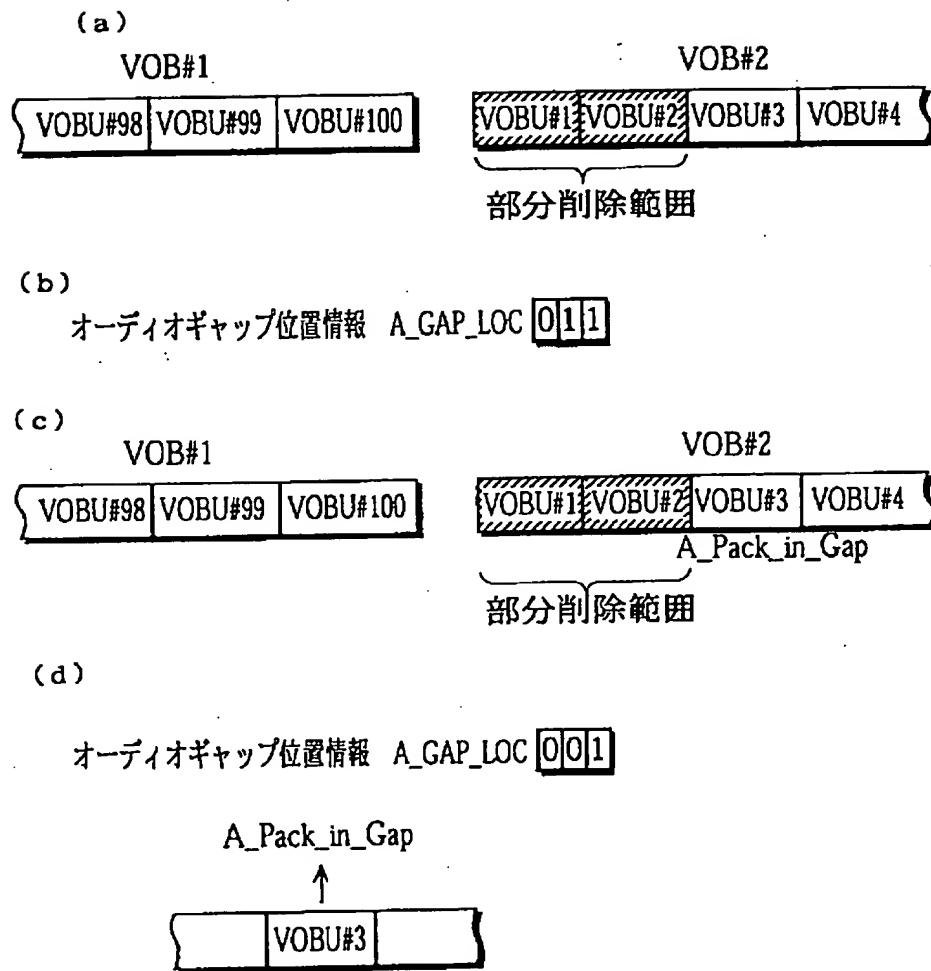 (a)
VOB#1 VOB#2
VOBU#98 VOBU#99 VOBU#100 VOBU#1 VOBU#2 VOBU#3 VOBU#4
部分削除範囲
(b)
オーディオギャップ位置情報 A_GAP_LOC 0 1 1
(c)
VOB#1 VOB#2
VOBU#98 VOBU#99 VOBU#100 VOBU#1 VOBU#2 VOBU#3 VOBU#4
A_Pack_in_Gap
部分削除範囲
(d)
オーディオギャップ位置情報 A_GAP_LOC 0 0 1
A_Pack_in_Gap
VOBU#3